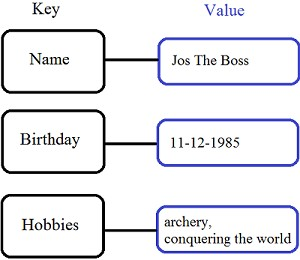 Key Value
Name Jos The Boss
Birthday 11-12-1985
Hobbies archery,
conquering the world